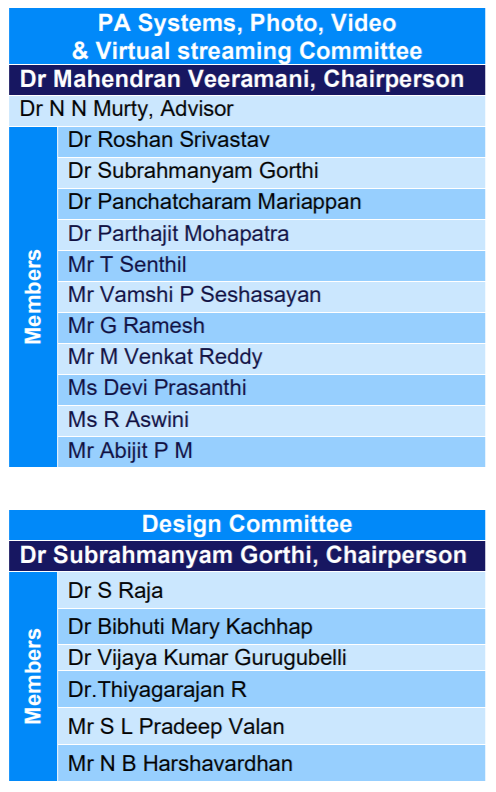 PA Systems, Photo, Video
& Virtual streaming Committee
Dr Mahendran Veeramani, Chairperson
Dr N N Murty, Advisor
Members
Dr Roshan Srivastav
Dr Subrahmanyam Gorthi
Dr Panchatcharam Mariappan
Dr Parthajit Mohapatra
Mr T Senthil
Mr Vamshi P Seshasayan
Mr G Ramesh
Mr M Venkat Reddy
Ms Devi Prasanthi
Ms R Aswini
Mr Abijit P M
Design Committee
Dr Subrahmanyam Gorthi, Chairperson
Members
Dr S Raja
Dr Bibhuti Mary Kachhap
Dr Vijaya Kumar Gurugubelli
Dr.Thiyagarajan R
Mr S L Pradeep Valan
Mr N B Harshavardhan